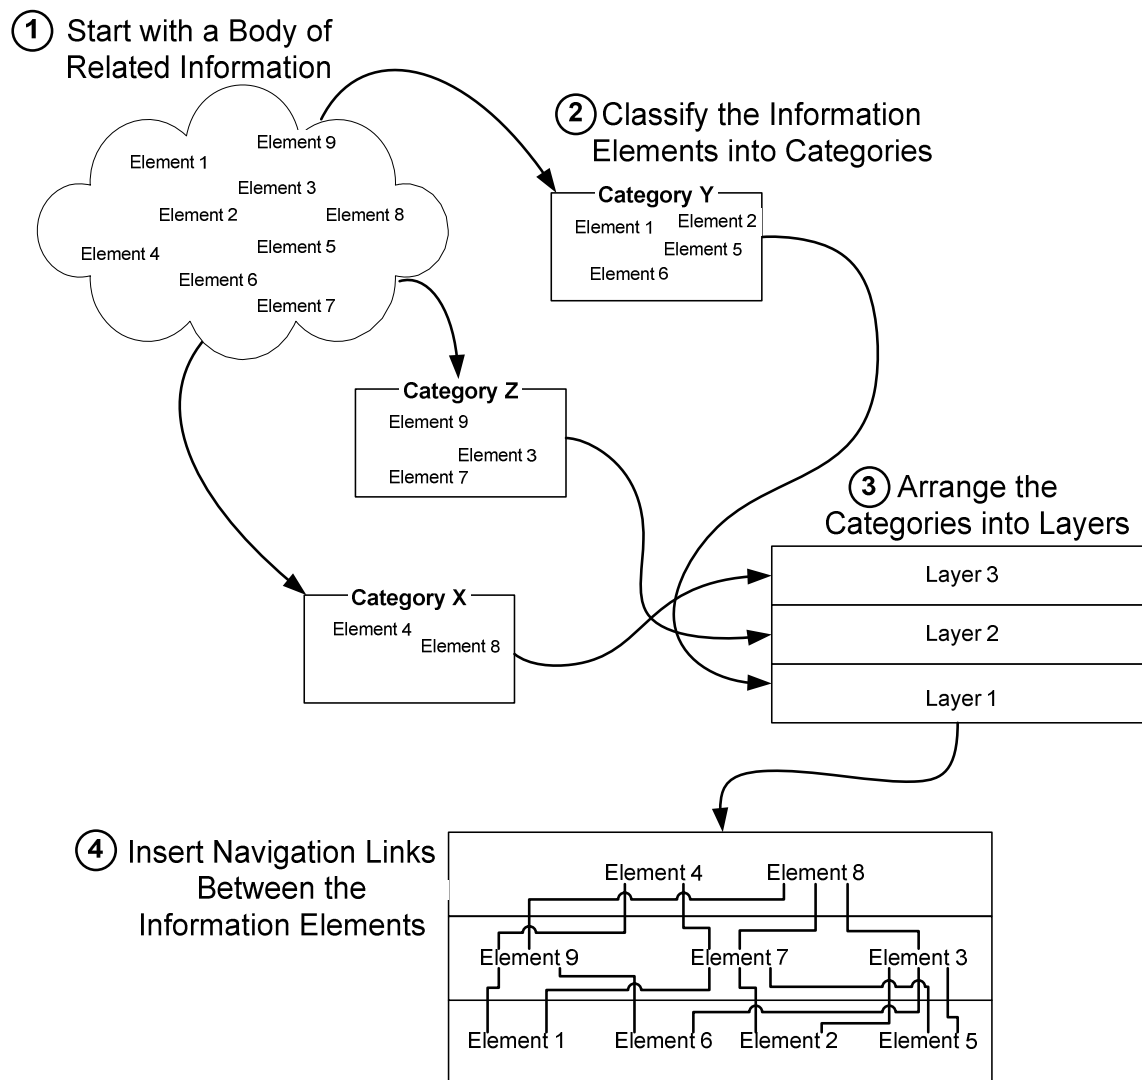 1 Start with a Body of
Related Information
Element 9
Element 1
Element 3
Element 2
Element 8
Element 5
Element 4
Element 6
Element 7
2 Classify the Information
Elements into Categories
Category Y
Element 2
Element 1
Element 5
Element 6
Category Z
Element 9
Element 3
Element 7
Category X
Element 4
Element 8
3 Arrange the
Categories into Layers
Layer 3
Layer 2
Layer 1
4 Insert Navigation Links
Between the
Information Elements
Element 4 Element 8
Element 9 Element 7 Element 3
Element 1 Element 6 Element 2 Element 5